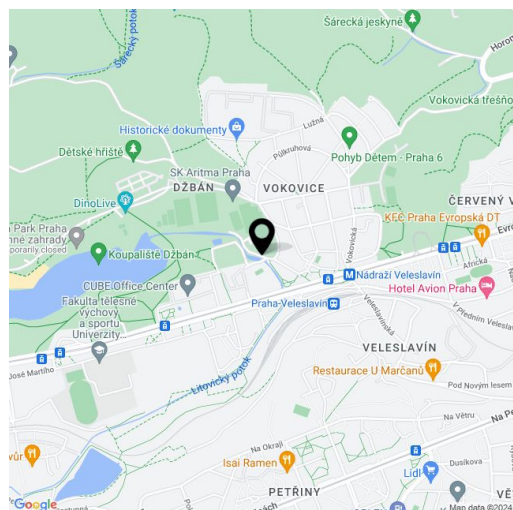 Šárecká jeskyně
Šárecký potok
Horom
Vokovická třešňo
Historické dokumenty
Lužná
Půlkruhová
Pohyb Dětem - Praha 6
Dětské hřiště
SK Aritma Praha
DŽBÁN
VOKOVICE
DinoLive
ČERVENÝ V
KFC Praha Evropská DT
Evro
a Park Praha
mné zahrady
porarily closed
Koupaliště Džbán
Vokovická
Africká
CUBE Office Center
Nádraží Veleslavín
Hotel Avion Praha
Fakulta tělesné
výchovy
a sportu
Univerzity...
Praha-Veleslavín
Veleslavínská
V Předním Veleslav
VELESLAVÍN
José Martího
Litovický potok
Restaurace U Marčanů
Pod Novým lesem
Na Větru
Na Pe
Na Okraji
vůr
Isai Ramen
Lidl
Dusíkova
PETŘINY
VĚ
Google
Map data ©2024